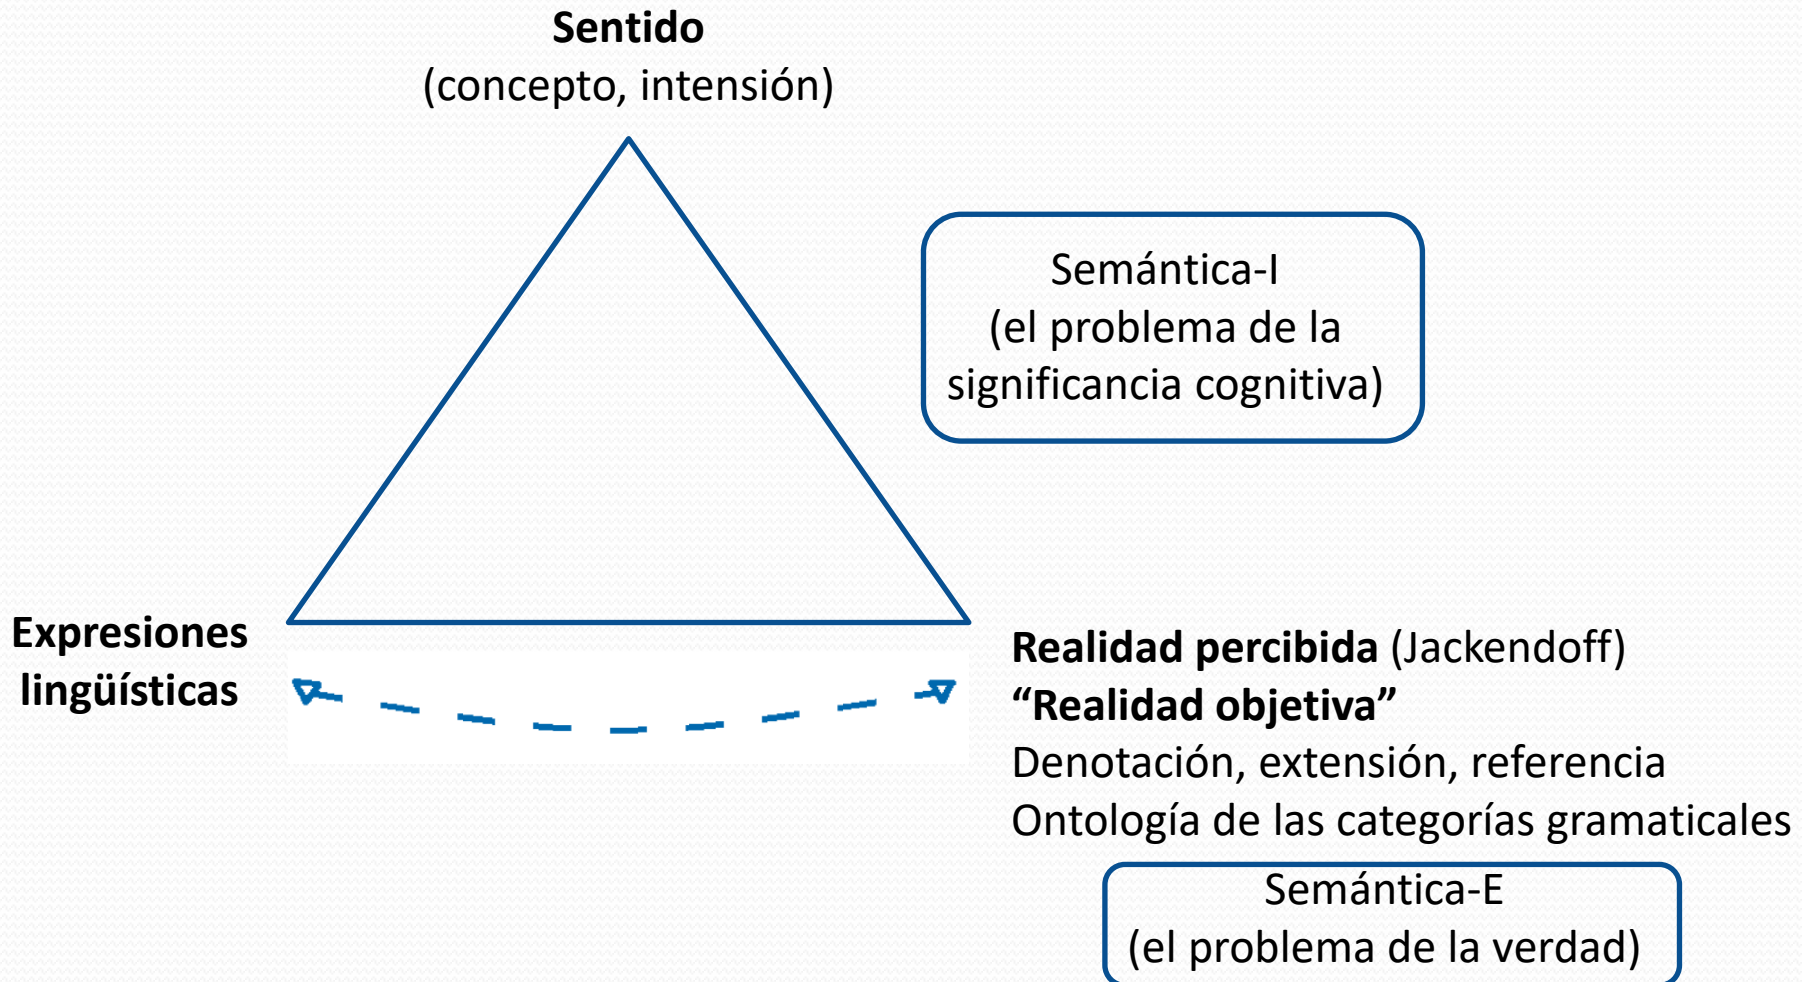 Sentido
(concepto, intensión)
Semántica-I
(el problema de la
significancia cognitiva)
Expresiones
lingüísticas
Realidad percibida (Jackendoff)
“Realidad objetiva”
Denotación, extensión, referencia
Ontología de las categorías gramaticales
Semántica-E
(el problema de la verdad)